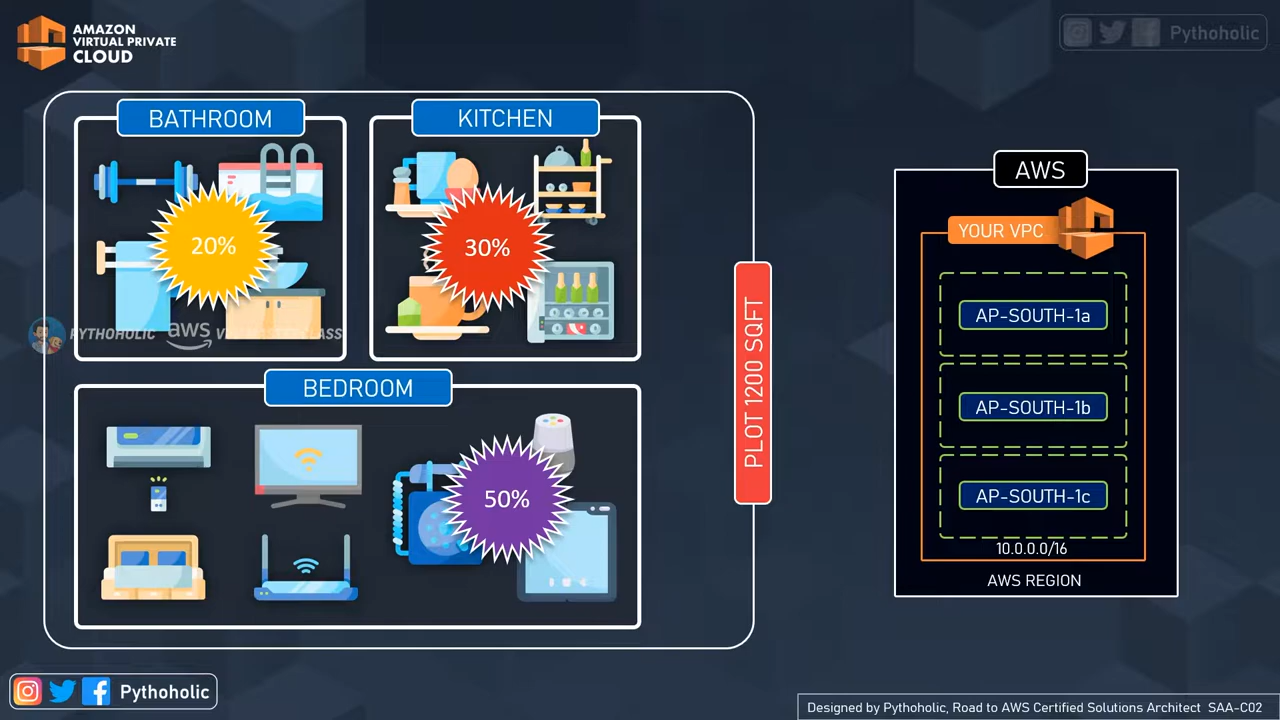 AMAZON
VIRTUAL PRIVATE
CLOUD
Pythoholic
BATHROOM
KITCHEN
20%
30%
PYTHOHOLIC aws
BEDROOM
50%
PLOT 1200 SQFT
AWS
YOUR VPC
AP-SOUTH-1a
AP-SOUTH-1b
AP-SOUTH-1c
10.0.0.0/16
AWS REGION
Pythoholic
Designed by Pythoholic, Road to AWS Certified Solutions Architect SAA-C02